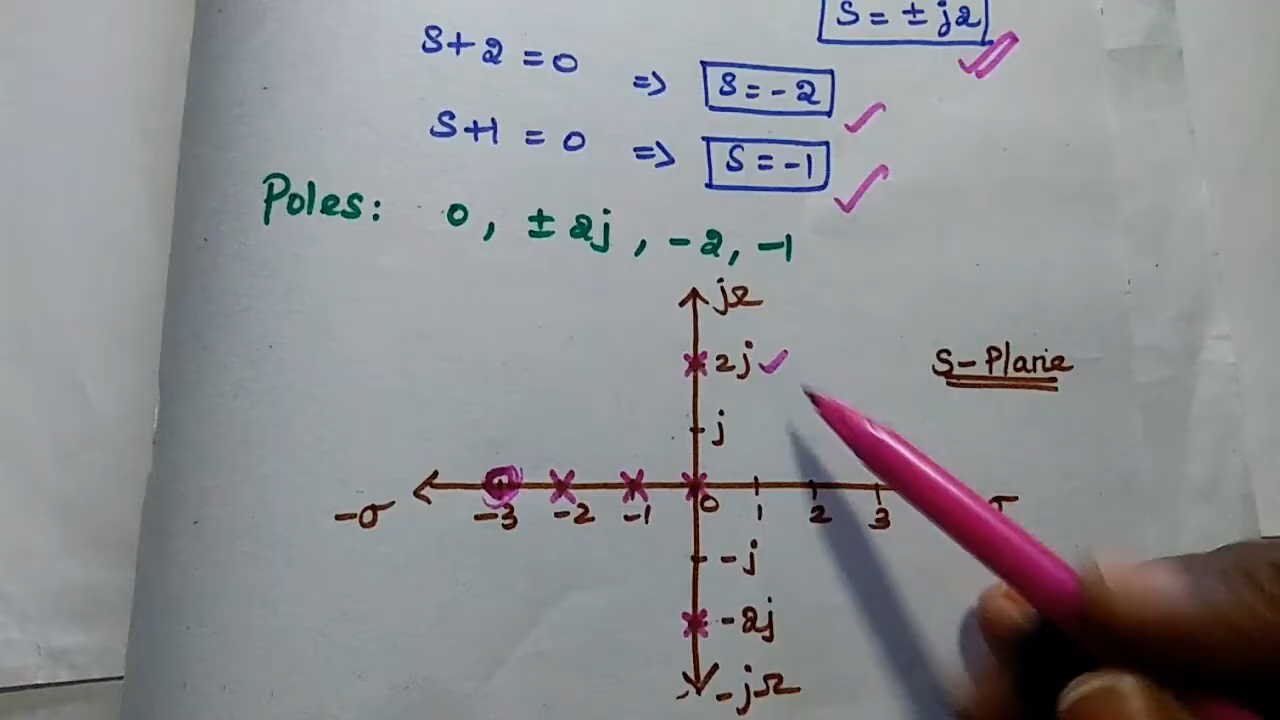 S = ± j2
S+2 = 0 => S = -2
S+1 = 0 => S = -1
Poles: 0, ± 2j, -2, -1
jΩ
2j
S-Plane
j
-σ -3 -2 -1 0 1 2 3 σ
-j
-2j
-jΩ